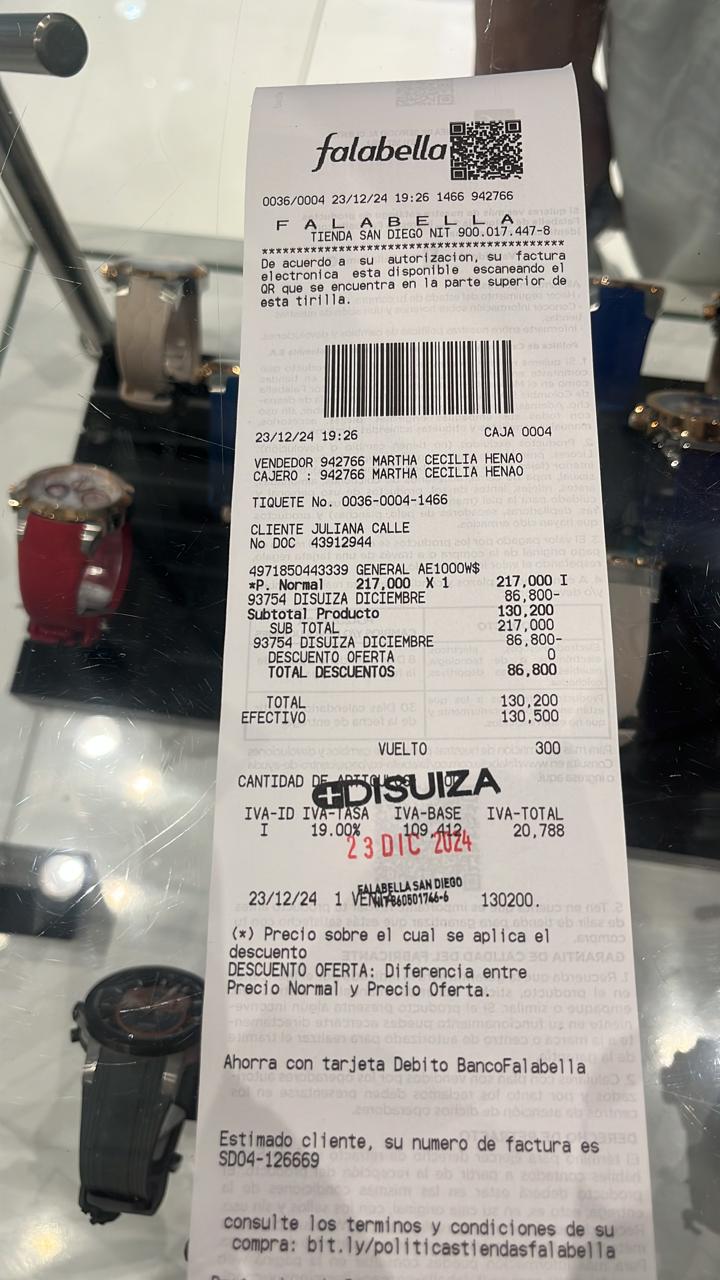 falabella
0036/0004 23/12/24 19:26 1466 942766
F A L A B E L L A
TIENDA SAN DIEGO NIT 900.017.447-8
******************************************
De acuerdo a su autorizacion, su factura
electronica esta disponible escaneando el
QR que se encuentra en la parte superior de
esta tirilla.
23/12/24 19:26 CAJA 0004
VENDEDOR 942766 MARTHA CECILIA HENAO
CAJERO : 942766 MARTHA CECILIA HENAO
TIQUETE No. 0036-0004-1466
CLIENTE JULIANA CALLE
No DOC 43912944
4971850443339 GENERAL AE1000W$
*P. Normal 217,000 X 1 217,000 I
93754 DISUIZA DICIEMBRE 86,800-
Subtotal Producto 130,200
SUB TOTAL 217,000
93754 DISUIZA DICIEMBRE 86,800-
DESCUENTO OFERTA 0
TOTAL DESCUENTOS 86,800
TOTAL 130,200
EFECTIVO 130,500
VUELTO 300
CANTIDAD DE
DISUIZA
IVA-ID IVA-TASA IVA-BASE IVA-TOTAL
I 19.00% 109,412 20,788
23 DIC 2024
FALABELLA SAN DIEGO
23/12/24 1 130200.
NIT 860501746-6
(*) Precio sobre el cual se aplica el
descuento
DESCUENTO OFERTA: Diferencia entre
Precio Normal y Precio Oferta.
Ahorra con tarjeta Debito BancoFalabella
Estimado cliente, su numero de factura es
SD04-126669
consulte los terminos y condiciones de su
compra: bit.ly/politicastiendasfalabella